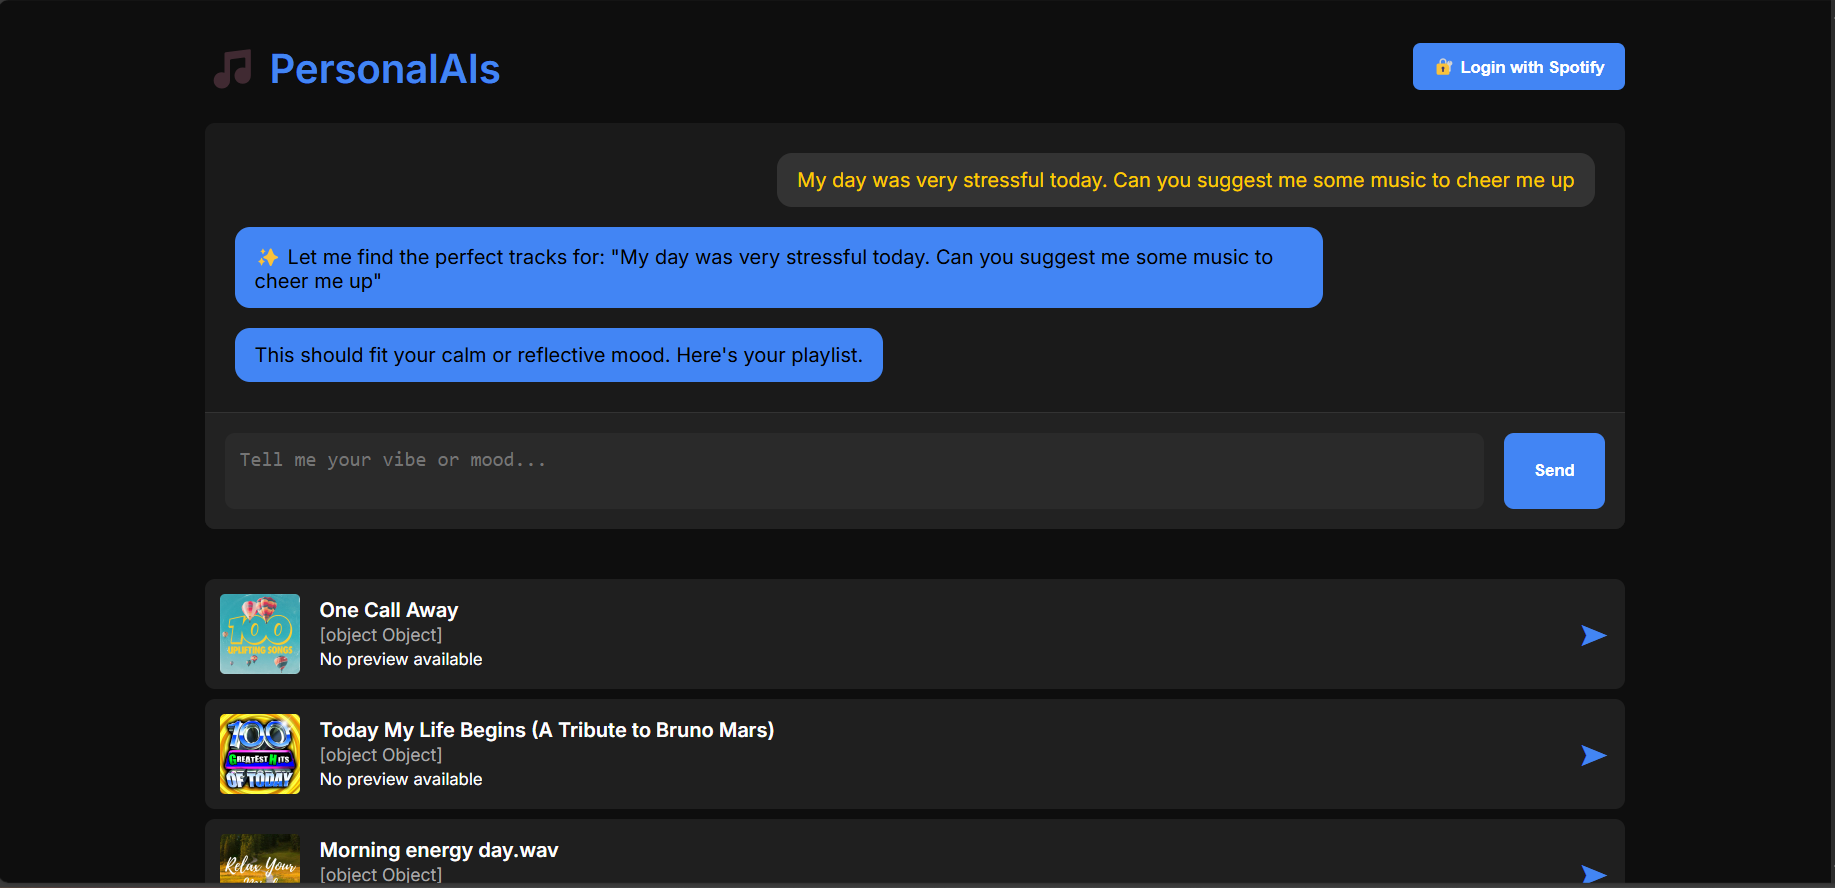 PersonalAIs
Login with Spotify
My day was very stressful today. Can you suggest me some music to cheer me up
✨ Let me find the perfect tracks for: "My day was very stressful today. Can you suggest me some music to
cheer me up"
This should fit your calm or reflective mood. Here's your playlist.
Tell me your vibe or mood...
Send
100
UPLIFTING SONGS
One Call Away
[object Object]
No preview available
100
GREATEST HITS
OF TODAY
Today My Life Begins (A Tribute to Bruno Mars)
[object Object]
No preview available
Relax Your
Morning energy day.wav
[object Object]